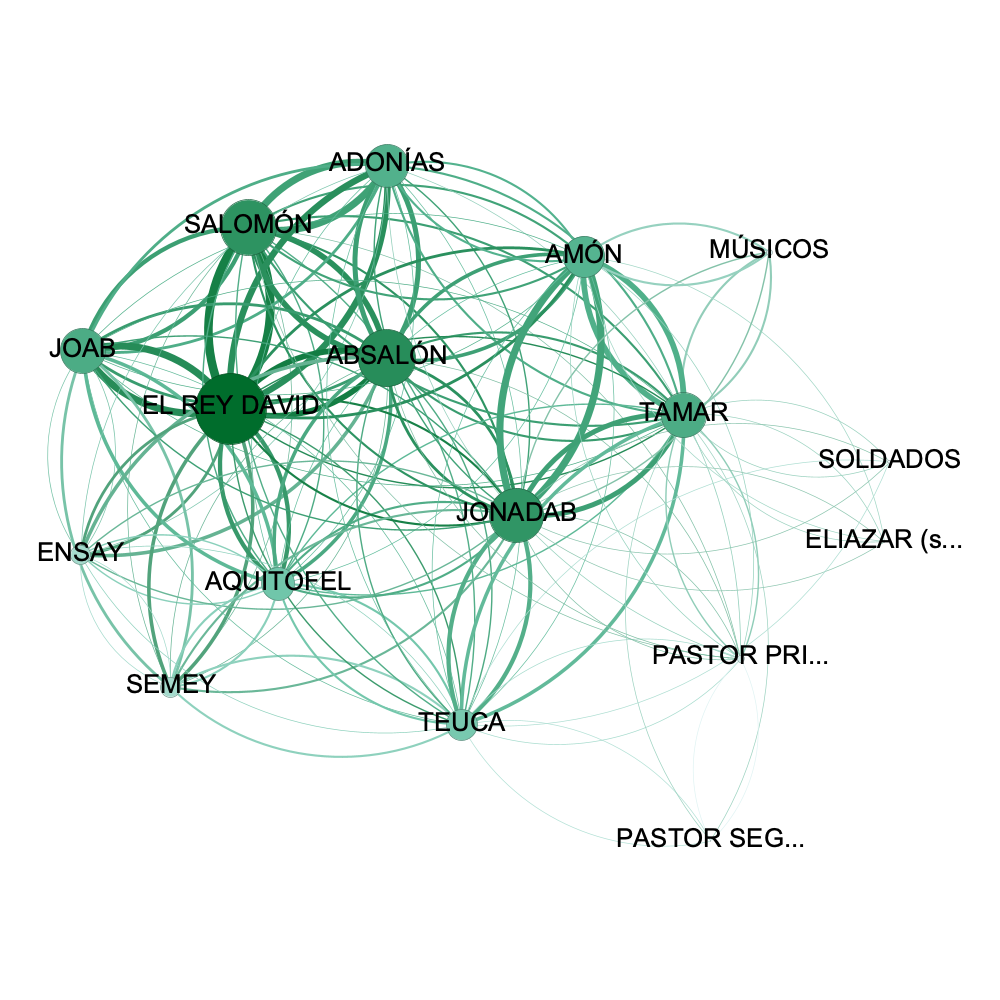 ADONÍAS
SALOMÓN
AMÓN
MÚSICOS
JOAB
ABSALÓN
EL REY DAVID
TAMAR
SOLDADOS
JONADAB
ELIAZAR (s...
ENSAY
AQUITOFEL
PASTOR PRI...
SEMEY
TEUCA
PASTOR SEG...